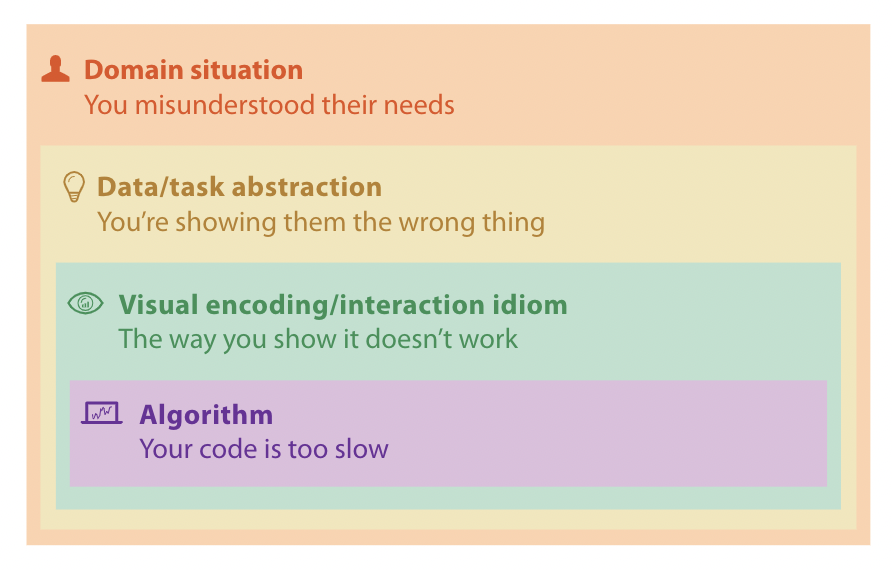 Domain situation
You misunderstood their needs
Data/task abstraction
You’re showing them the wrong thing
Visual encoding/interaction idiom
The way you show it doesn’t work
Algorithm
Your code is too slow